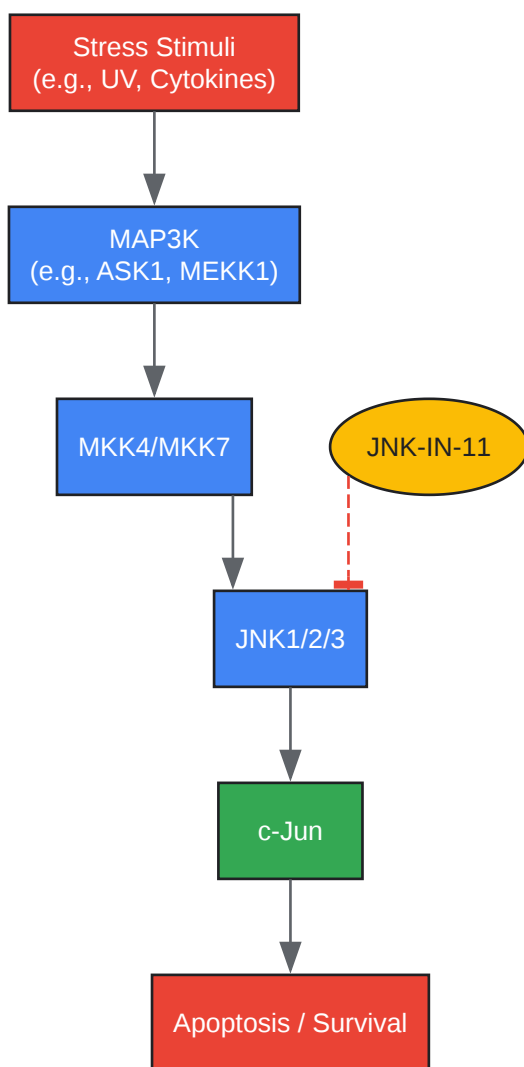 Stress Stimuli
(e.g., UV, Cytokines)
MAP3K
(e.g., ASK1, MEKK1)
MKK4/MKK7
JNK-IN-11
JNK1/2/3
c-Jun
Apoptosis / Survival